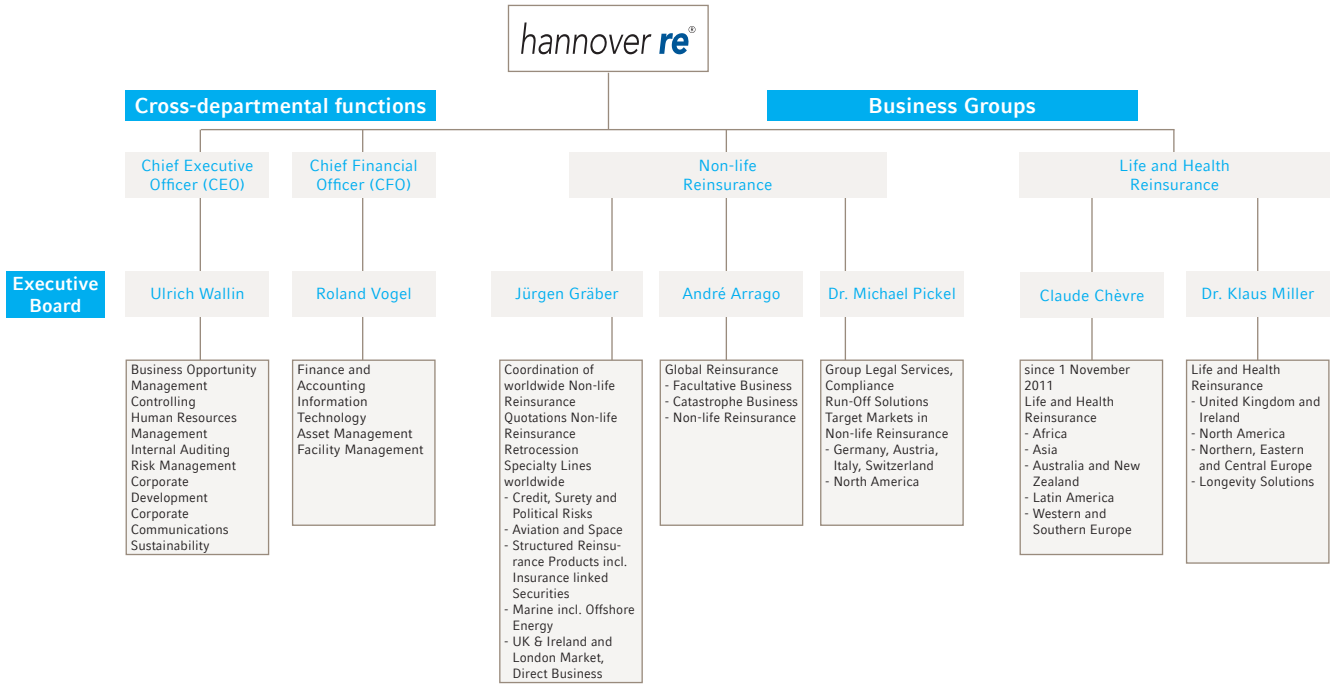 hannover re®
Cross-departmental functions
Business Groups
Chief Executive
Officer (CEO)
Chief Financial
Officer (CFO)
Non-life
Reinsurance
Life and Health
Reinsurance
Executive
Board
Ulrich Wallin
Roland Vogel
Jürgen Gräber
André Arrago
Dr. Michael Pickel
Claude Chèvre
Dr. Klaus Miller
Business Opportunity
Management
Controlling
Human Resources
Management
Internal Auditing
Risk Management
Corporate
Development
Corporate
Communications
Sustainability
Finance and
Accounting
Information
Technology
Asset Management
Facility Management
Coordination of
worldwide Non-life
Reinsurance
Quotations Non-life
Reinsurance
Retrocession
Specialty Lines
worldwide
- Credit, Surety and
Political Risks
- Aviation and Space
- Structured Reinsu-
rance Products incl.
Insurance linked
Securities
- Marine incl. Offshore
Energy
- UK & Ireland and
London Market,
Direct Business
Global Reinsurance
- Facultative Business
- Catastrophe Business
- Non-life Reinsurance
Group Legal Services,
Compliance
Run-Off Solutions
Target Markets in
Non-life Reinsurance
- Germany, Austria,
Italy, Switzerland
- North America
since 1 November
2011
Life and Health
Reinsurance
- Africa
- Asia
- Australia and New
Zealand
- Latin America
- Western and
Southern Europe
Life and Health
Reinsurance
- United Kingdom and
Ireland
- North America
- Northern, Eastern
and Central Europe
- Longevity Solutions